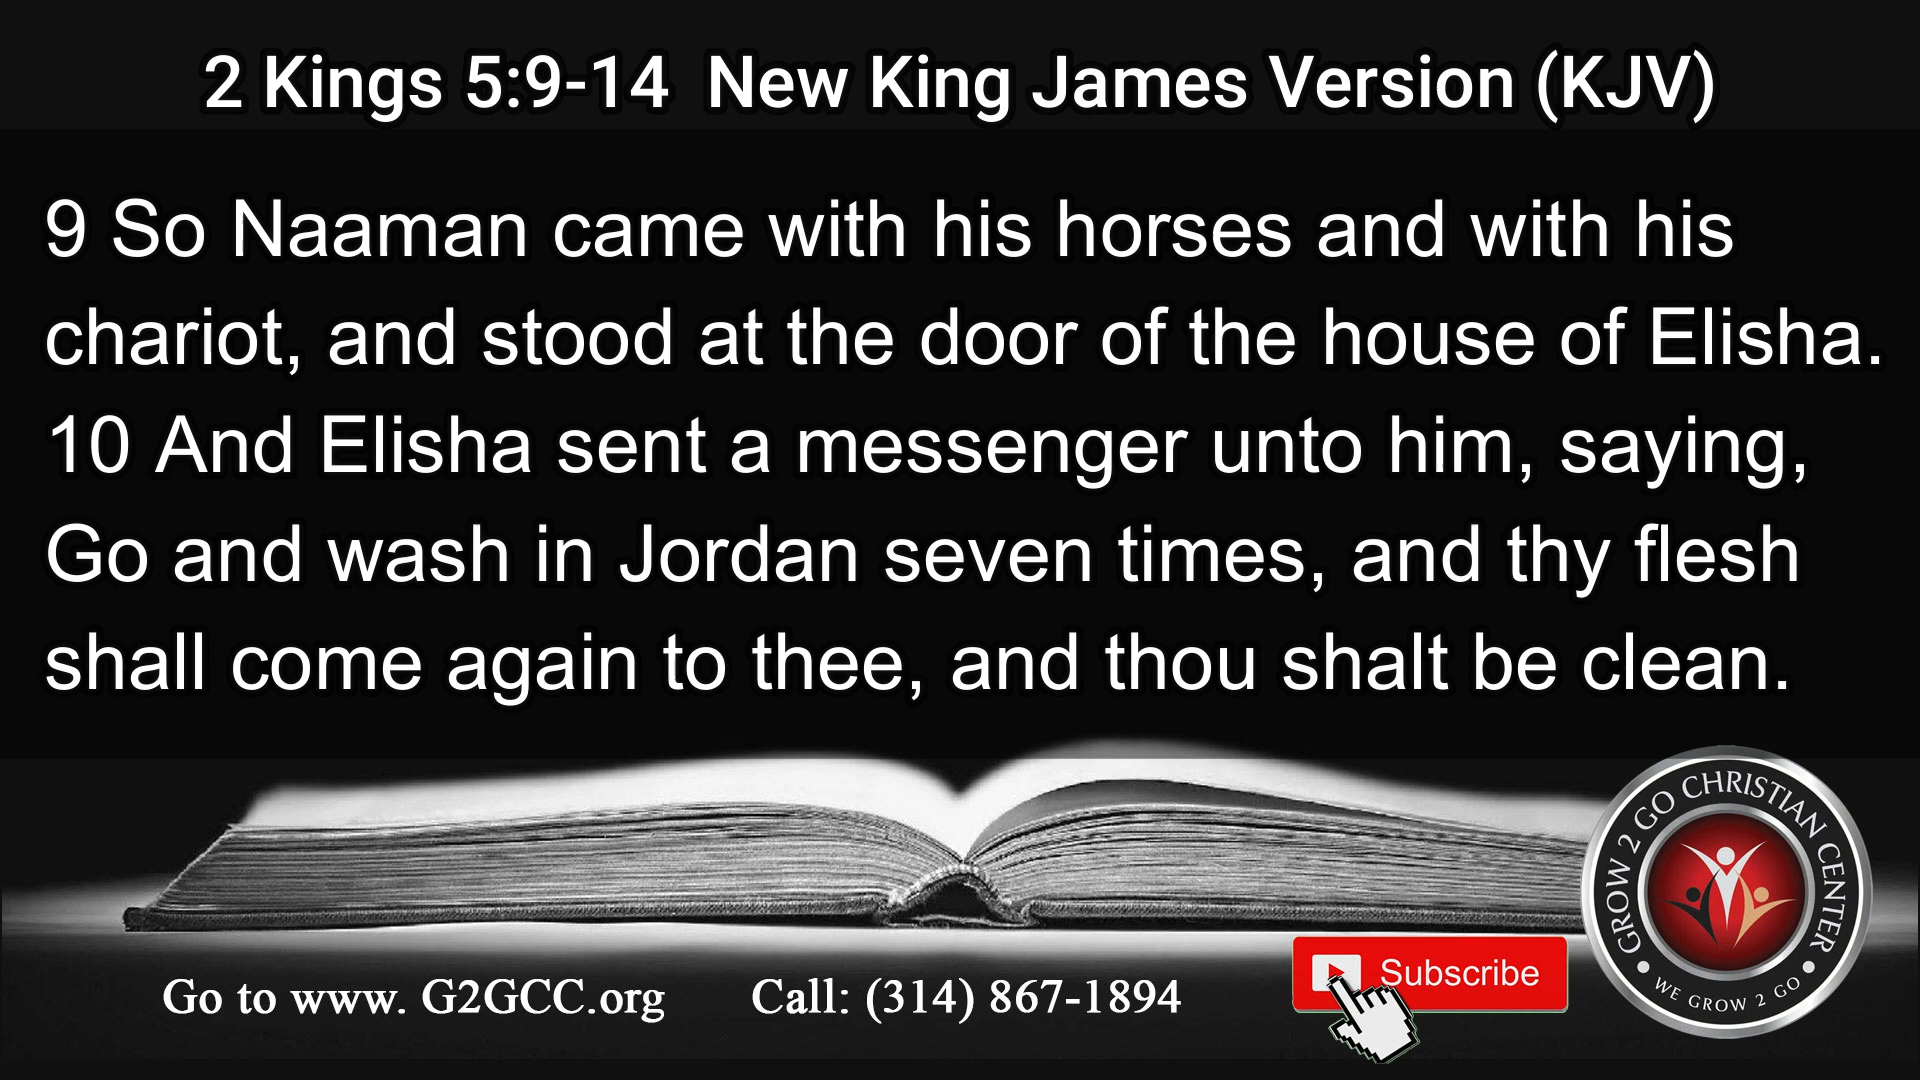 2 Kings 5:9-14 New King James Version (KJV)
9 So Naaman came with his horses and with his
chariot, and stood at the door of the house of Elisha.
10 And Elisha sent a messenger unto him, saying,
Go and wash in Jordan seven times, and thy flesh
shall come again to thee, and thou shalt be clean.
GROW 2 GO CHRISTIAN CENTER
WE GROW 2 GO
Subscribe
Go to www. G2GCC.org Call: (314) 867-1894